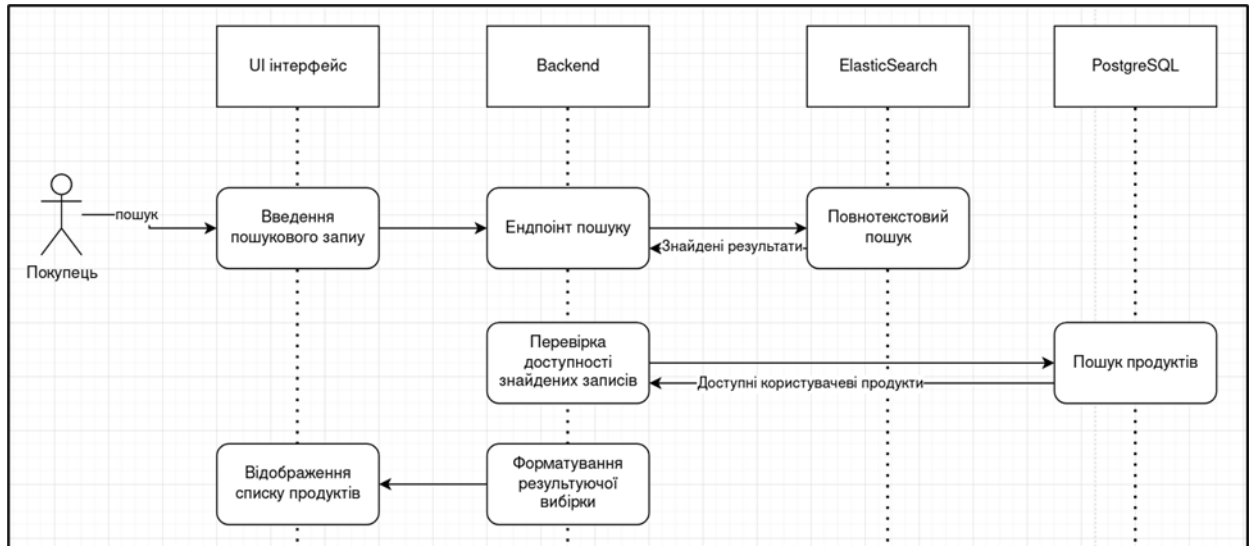 UI інтерфейс
Backend
ElasticSearch
PostgreSQL
Покупець
пошук
Введення
пошукового запиу
Ендпоінт пошуку
Повнотекстовий
пошук
Знайдені результати
Перевірка
доступності
знайдених записів
Пошук продуктів
Доступні користувачеві продукти
Відображення
списку продуктів
Форматування
результуючої
вибірки